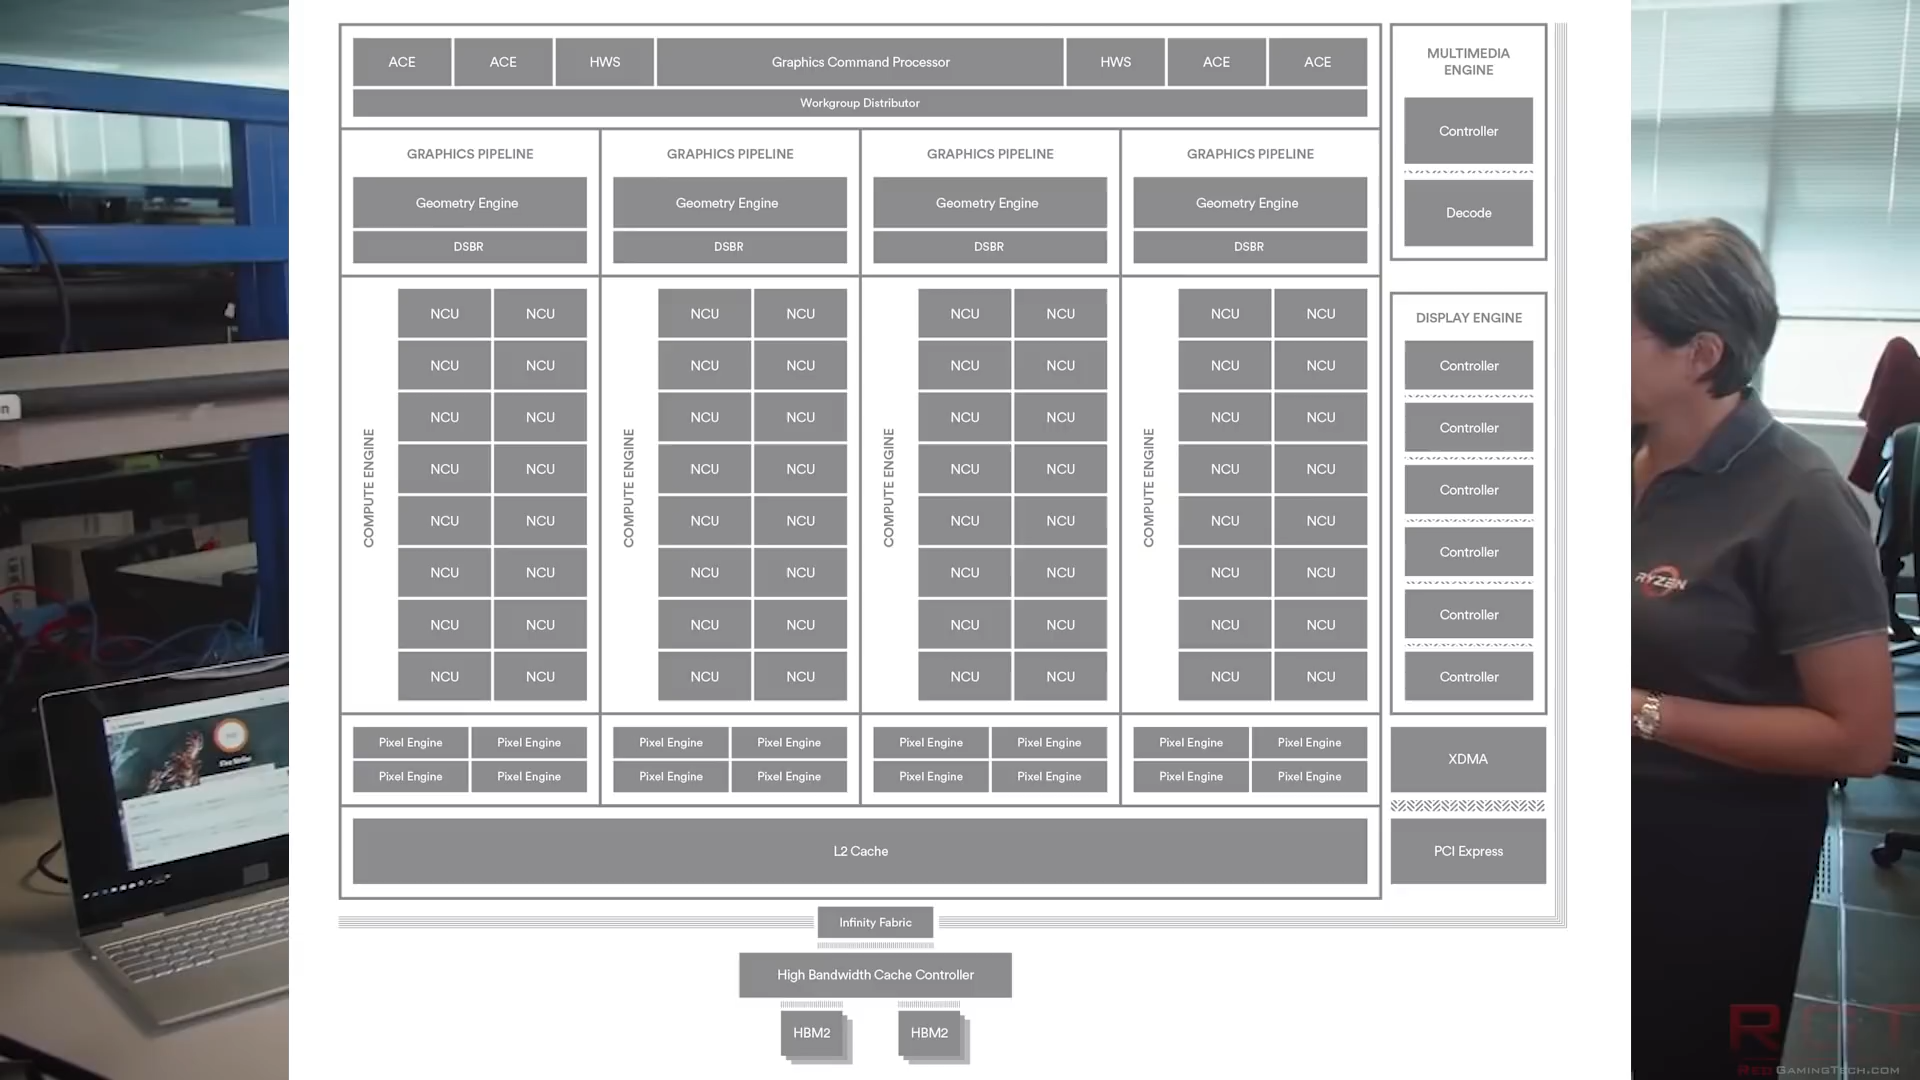 ACE ACE HWS Graphics Command Processor HWS ACE ACE
Workgroup Distributor
GRAPHICS PIPELINE GRAPHICS PIPELINE GRAPHICS PIPELINE GRAPHICS PIPELINE
Geometry Engine Geometry Engine Geometry Engine Geometry Engine
DSBR DSBR DSBR DSBR
COMPUTE ENGINE COMPUTE ENGINE COMPUTE ENGINE COMPUTE ENGINE
NCU NCU NCU NCU NCU NCU NCU NCU
NCU NCU NCU NCU NCU NCU NCU NCU
NCU NCU NCU NCU NCU NCU NCU NCU
NCU NCU NCU NCU NCU NCU NCU NCU
NCU NCU NCU NCU NCU NCU NCU NCU
NCU NCU NCU NCU NCU NCU NCU NCU
NCU NCU NCU NCU NCU NCU NCU NCU
NCU NCU NCU NCU NCU NCU NCU NCU
Pixel Engine Pixel Engine Pixel Engine Pixel Engine Pixel Engine Pixel Engine Pixel Engine Pixel Engine
Pixel Engine Pixel Engine Pixel Engine Pixel Engine Pixel Engine Pixel Engine Pixel Engine Pixel Engine
L2 Cache
MULTIMEDIA
ENGINE
Controller
Decode
DISPLAY ENGINE
Controller
Controller
Controller
Controller
Controller
Controller
XDMA
PCI Express
Infinity Fabric
High Bandwidth Cache Controller
HBM2 HBM2
RYZEN
RGT
REDGAMINGTECH.COM